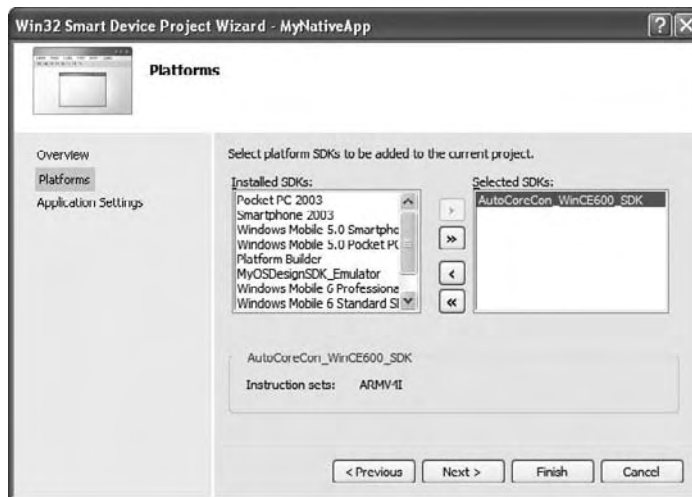 Win32 Smart Device Project Wizard - MyNativeApp
Platforms
Overview
Platforms
Application Settings
Select platform SDKs to be added to the current project.
Installed SDKs:
Pocket PC 2003
Smartphone 2003
Windows Mobile 5.0 Smartpho
Windows Mobile 5.0 Pocket PC
Platform Builder
MyOSDesignSDK_Emulator
Windows Mobile 6 Professiona
Windows Mobile 6 Standard S
Selected SDKs:
AutoCoreCon_WinCE600_SDK
AutoCoreCon_WinCE600_SDK
Instruction sets: ARMV4I
< Previous
Next >
Finish
Cancel